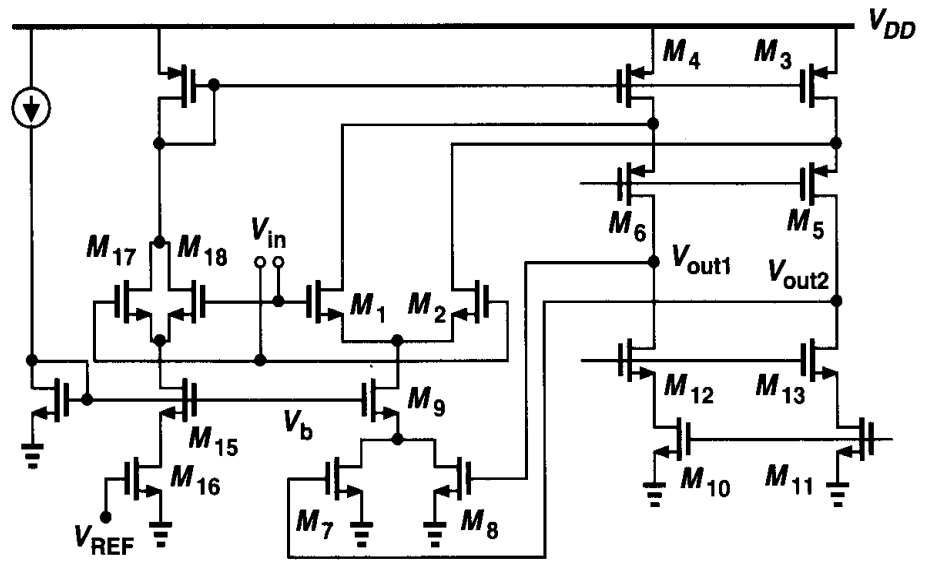 V_DD
M_4
M_3
M_6
M_5
M_17
M_18
V_in
M_1
M_2
V_out1
V_out2
M_9
M_12
M_13
V_b
M_15
M_16
M_10
M_11
V_REF
M_7
M_8